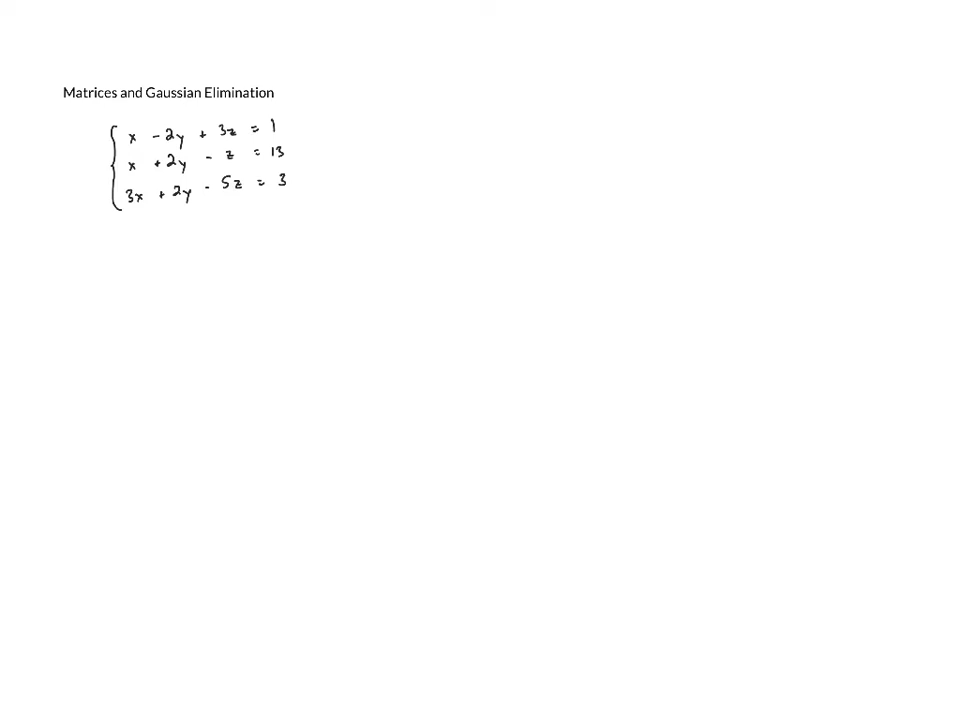 Matrices and Gaussian Elimination
x - 2y + 3z = 1
x + 2y - z = 13
3x + 2y - 5z = 3